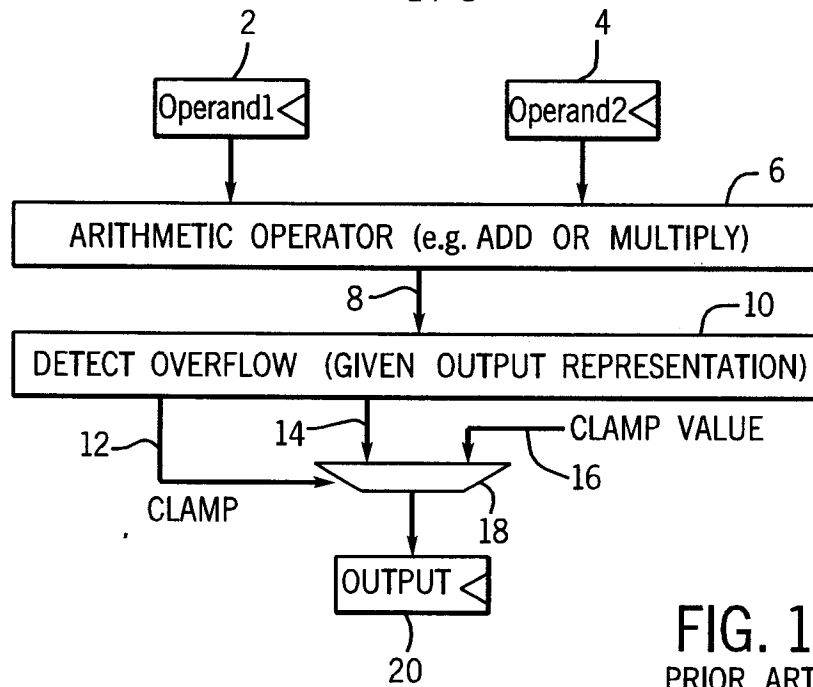 2
4
Operand1
Operand2
6
ARITHMETIC OPERATOR (e.g. ADD OR MULTIPLY)
8
10
DETECT OVERFLOW (GIVEN OUTPUT REPRESENTATION)
12
14
CLAMP VALUE
16
CLAMP
18
OUTPUT
20
FIG. 1
PRIOR ART